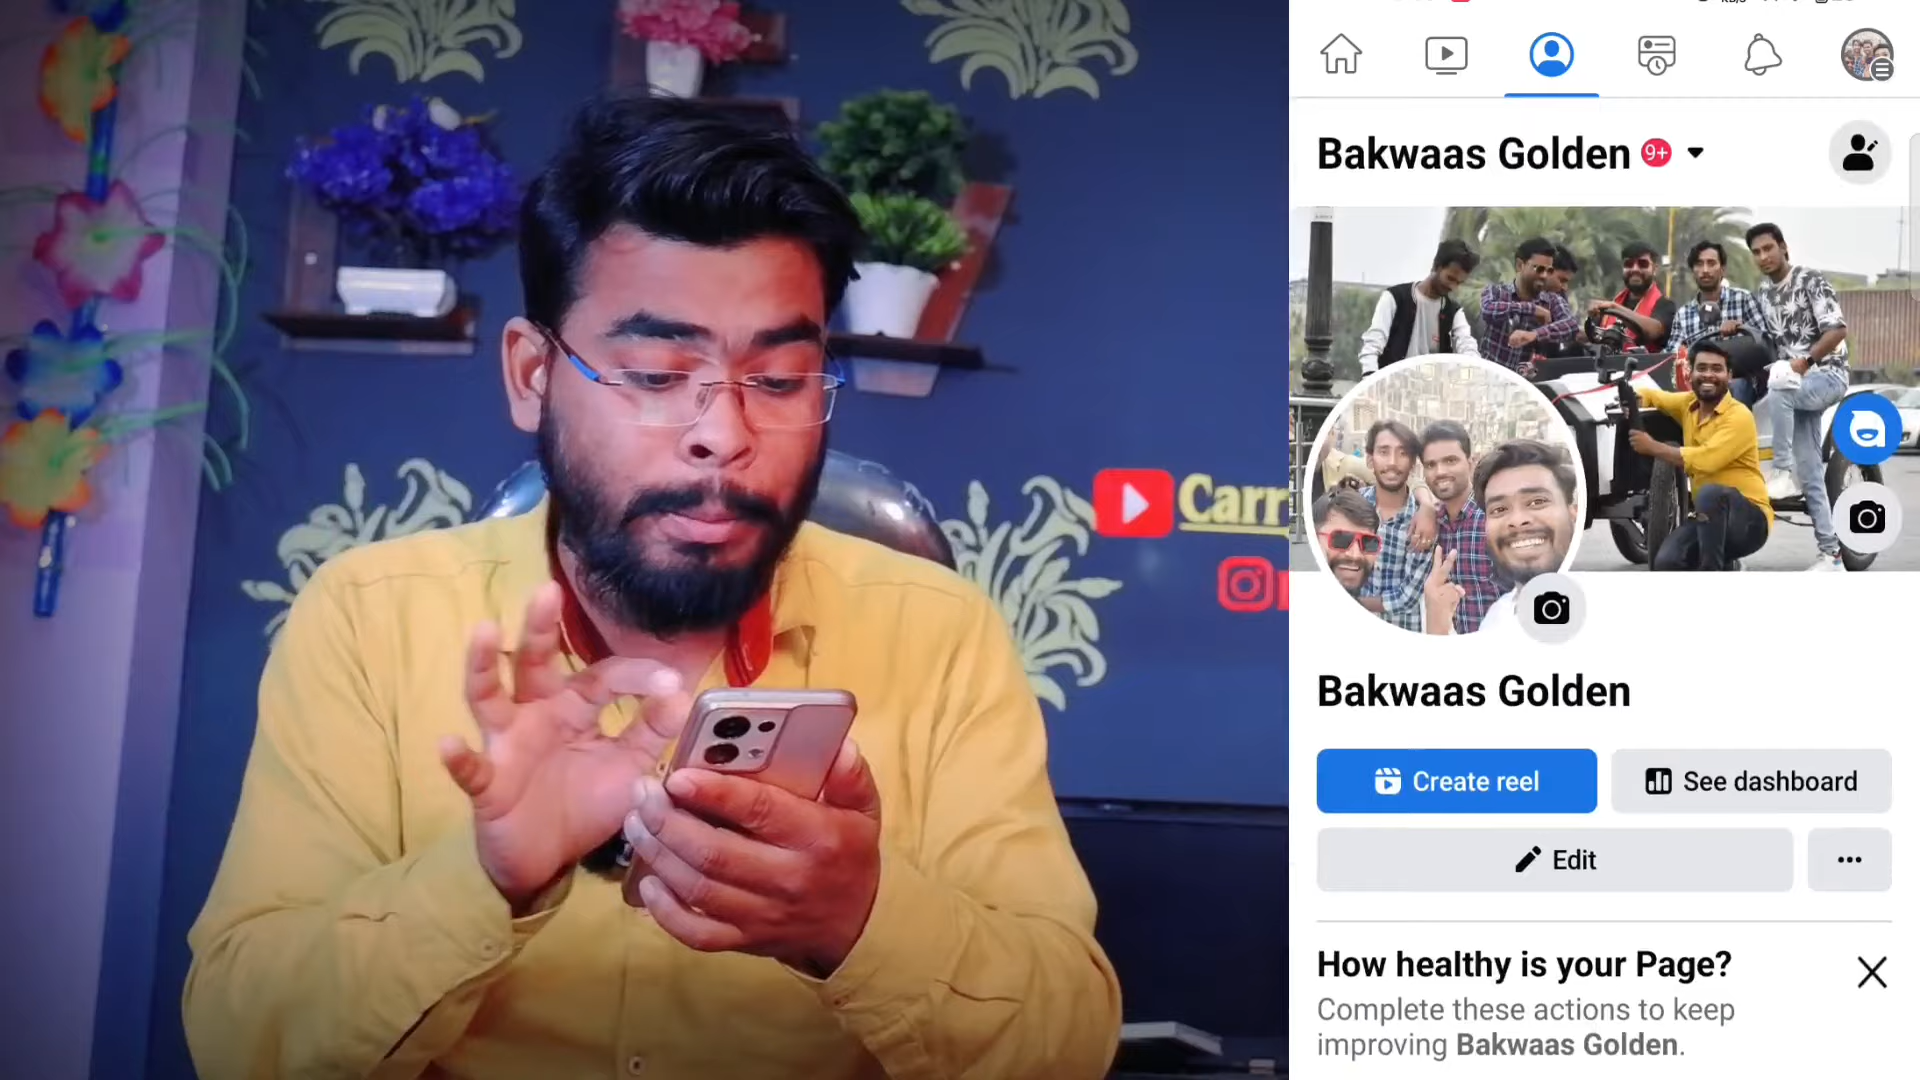 Bakwaas Golden 9+
Carr
Bakwaas Golden
Create reel
See dashboard
Edit
How healthy is your Page?
Complete these actions to keep
improving Bakwaas Golden.